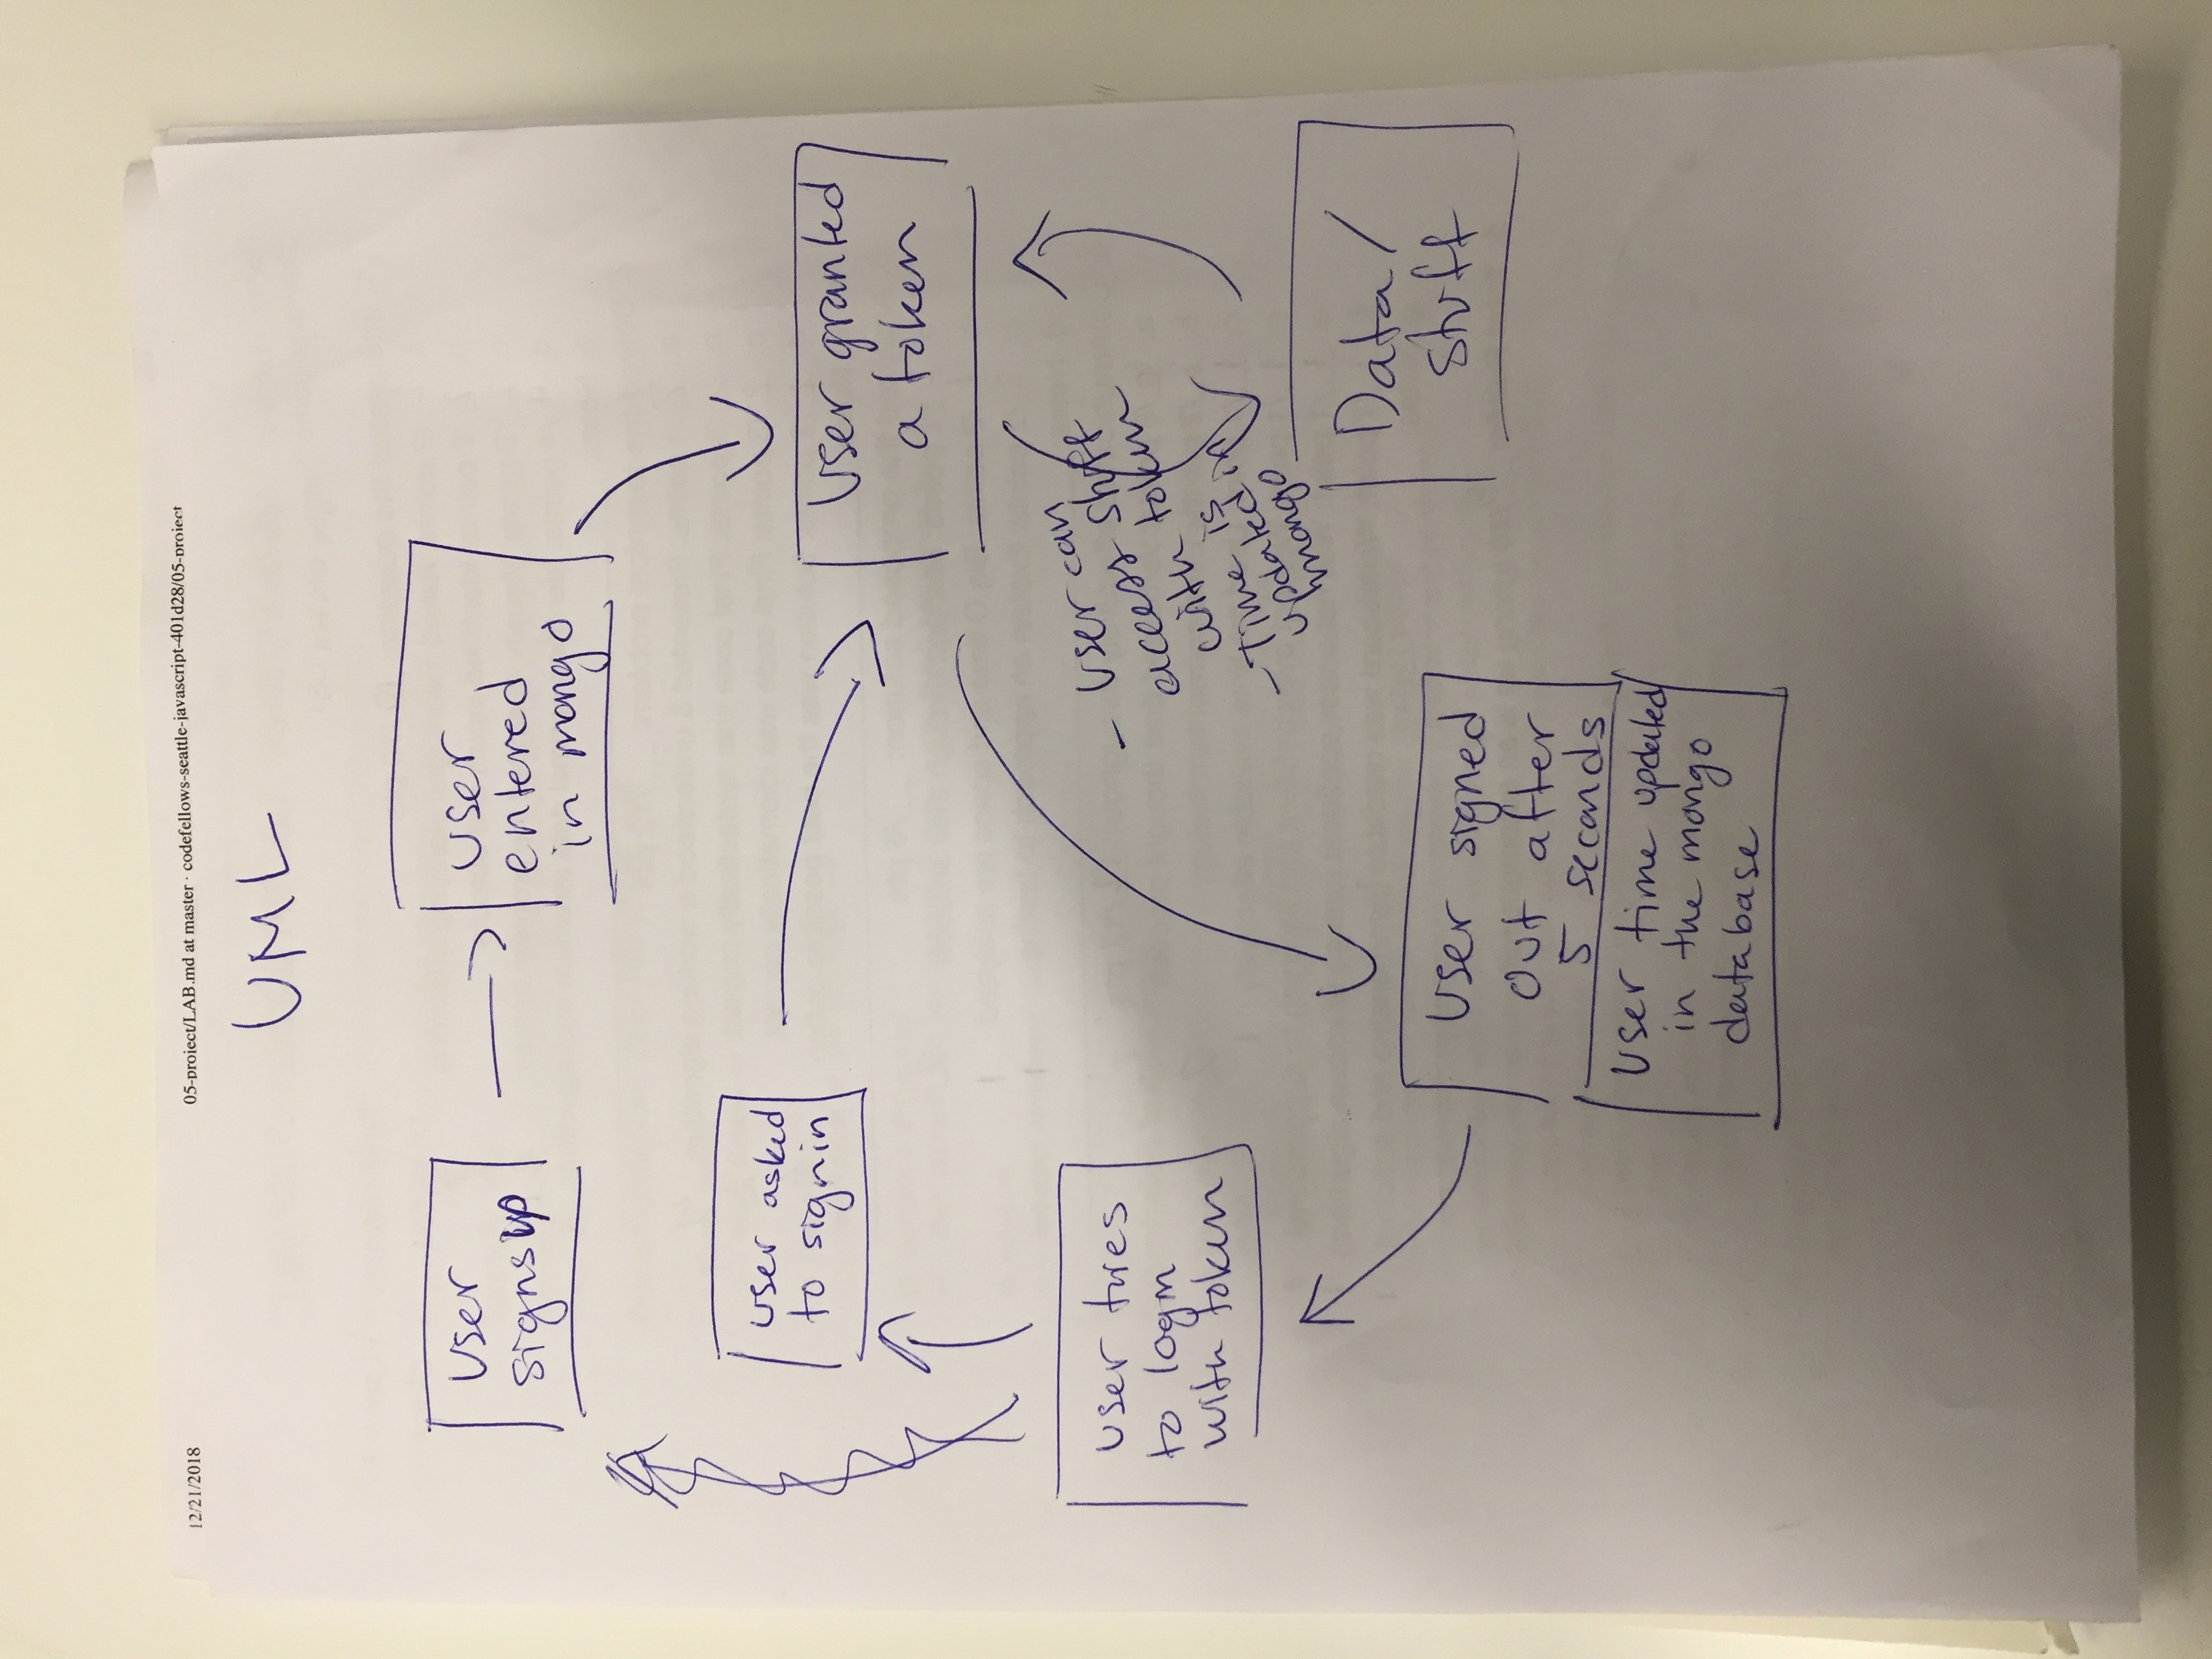 12/21/2018
05-project/LAB.md at master · codefellows-seattle-javascript-401d28/05-project
UML
User
signs up
User
entered
in mongo
User asked
to signin
User granted
a token
User tires
to login
with token
- User can
access stuff
with token
- Time is
updated in
mongo
Data/
stuff
User signed
out after
5 seconds
User time updated
in the mongo
database